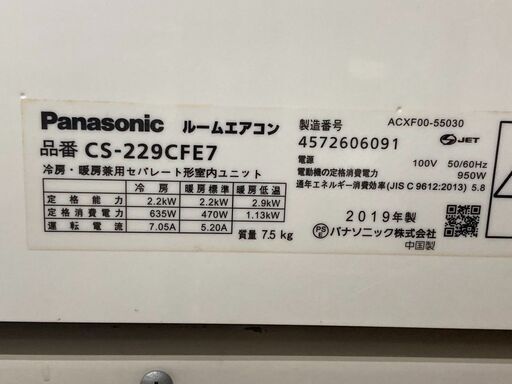 Panasonic ルームエアコン
品番 CS-229CFE7
冷房・暖房兼用セパレート形室内ユニット
冷房 暖房標準 暖房低温
定格能力 2.2kW 2.2kW 2.9kW
定格消費電力 635W 470W 1.13kW
運転電流 7.05A 5.20A
質量 7.5 kg
製造番号 ACXF00-55030
4572606091 JET
電源 100V 50/60Hz
電動機の定格消費電力 950W
通年エネルギー消費効率(JIS C 9612:2013) 5.8
2019年製
PS E パナソニック株式会社
中国製